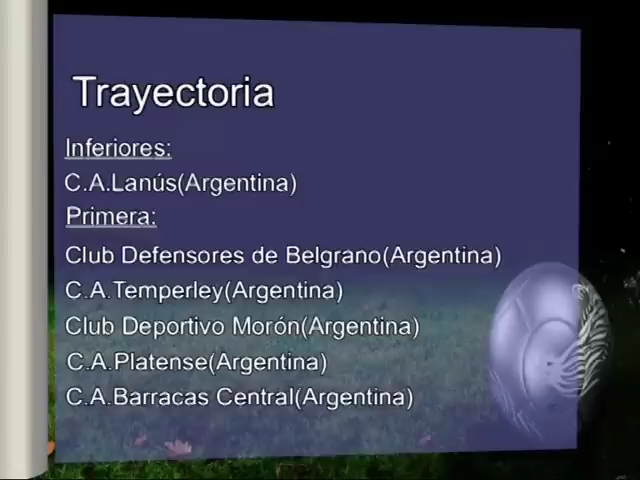 Trayectoria
Inferiores:
C.A.Lanús(Argentina)
Primera:
Club Defensores de Belgrano(Argentina)
C.A.Temperley(Argentina)
Club Deportivo Morón(Argentina)
C.A.Platense(Argentina)
C.A.Barracas Central(Argentina)